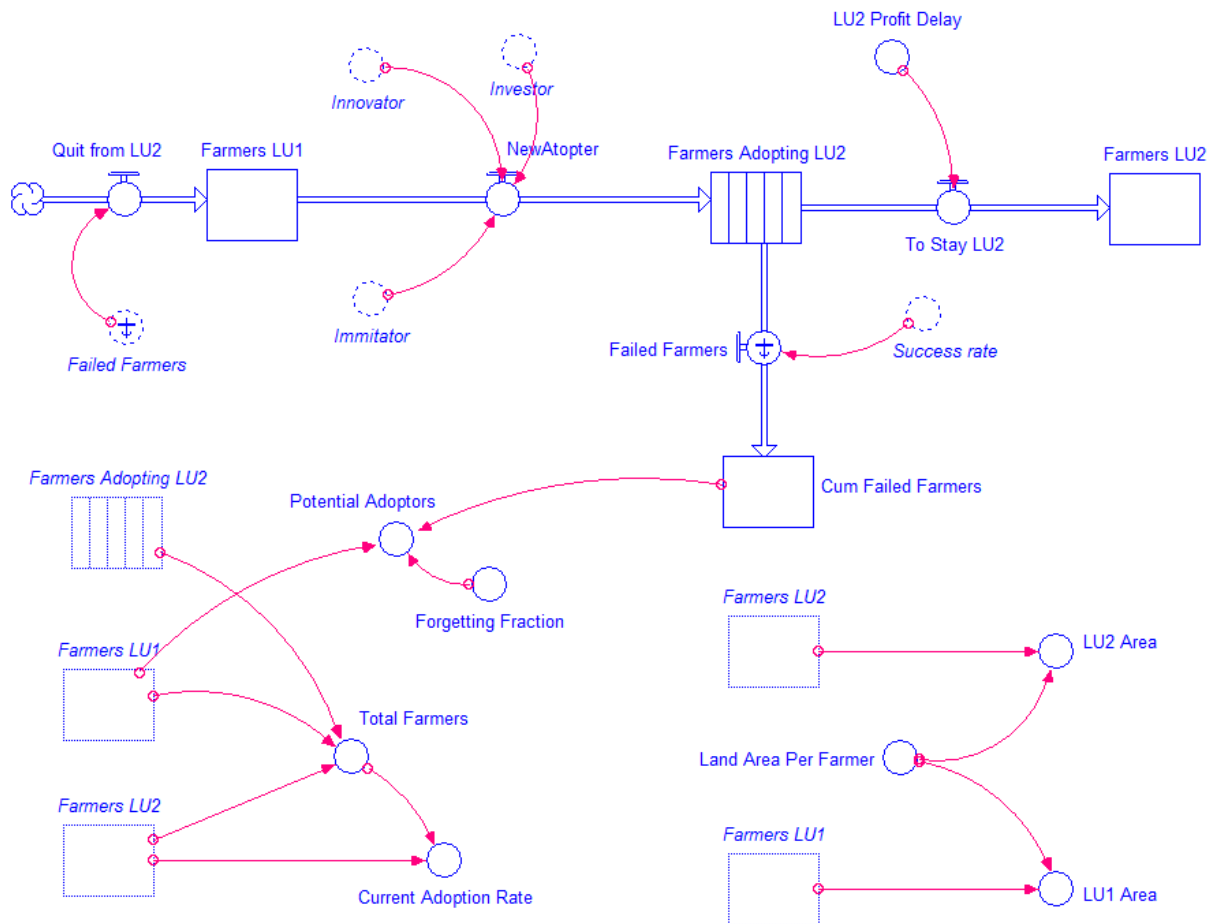 LU2 Profit Delay
Innovator
Investor
Quit from LU2
Farmers LU1
NewAtopter
Farmers Adopting LU2
Farmers LU2
To Stay LU2
Immitator
Failed Farmers
Failed Farmers
Success rate
Farmers Adopting LU2
Potential Adoptors
Cum Failed Farmers
Forgetting Fraction
Farmers LU2
Farmers LU1
LU2 Area
Total Farmers
Land Area Per Farmer
Farmers LU2
Farmers LU1
Current Adoption Rate
LU1 Area